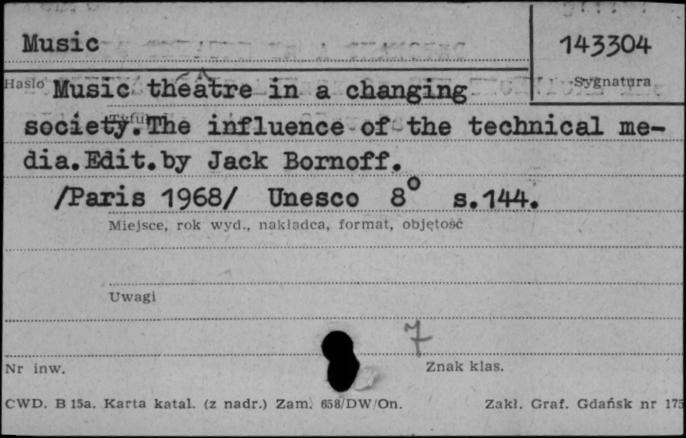 Music
143304
Sygnatura
Hasło Music theatre in a changing
Tytuł
society.The influence of the technical me-
dia.Edit.by Jack Bornoff.
/Paris 1968/ Unesco 8° s.144.
Miejsce, rok wyd., nakładca, format, objętość
Uwagi
7
Nr inw.
Znak klas.
CWD. B 15a. Karta katal. (z nadr.) Zam. 658/DW/On.
Zakł. Graf. Gdańsk nr 175